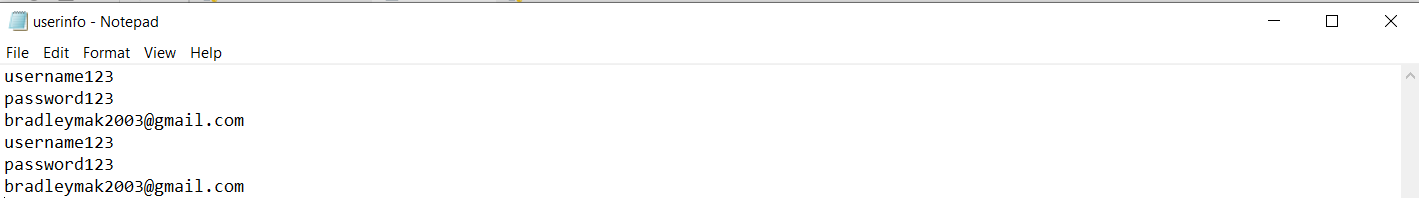 userinfo - Notepad
File Edit Format View Help
username123
password123
bradleymak2003@gmail.com
username123
password123
bradleymak2003@gmail.com